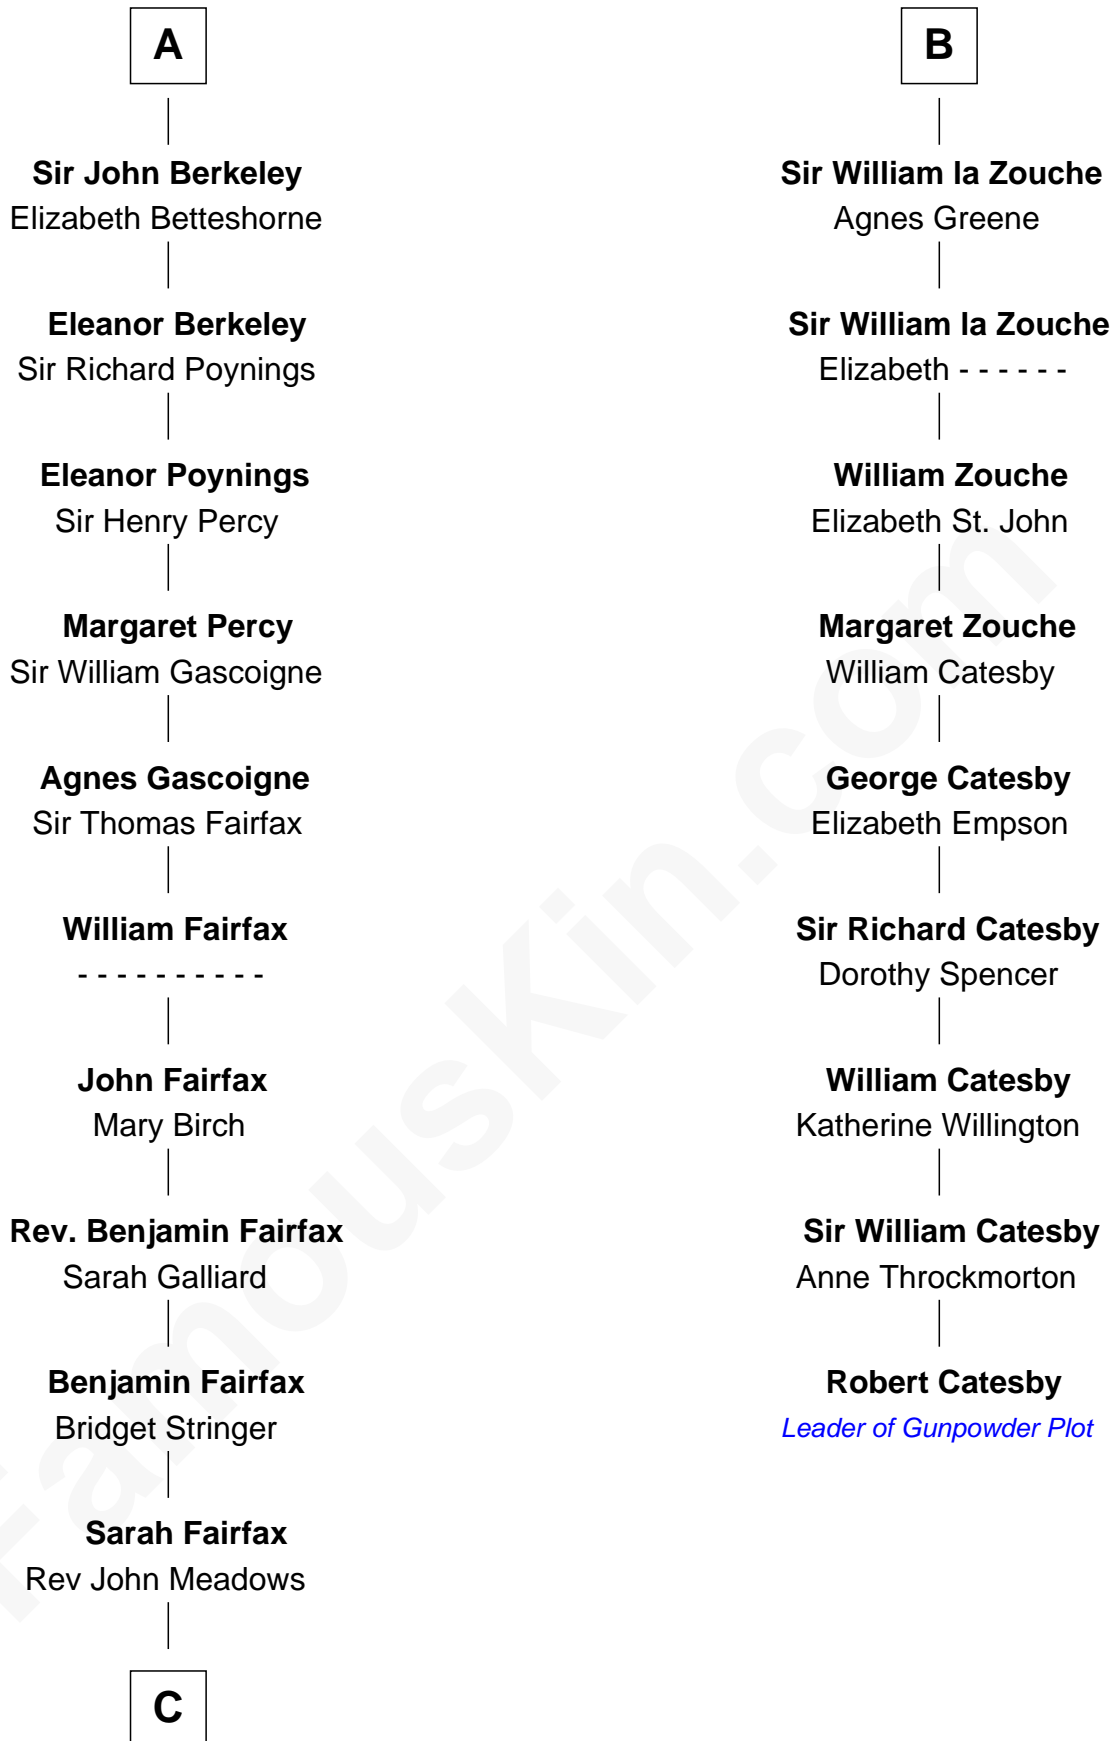 A
Sir John Berkeley
Elizabeth Betteshorne
Eleanor Berkeley
Sir Richard Poynings
Eleanor Poynings
Sir Henry Percy
Margaret Percy
Sir William Gascoigne
Agnes Gascoigne
Sir Thomas Fairfax
William Fairfax
- - - - - - - - - -
John Fairfax
Mary Birch
Rev. Benjamin Fairfax
Sarah Galliard
Benjamin Fairfax
Bridget Stringer
Sarah Fairfax
Rev John Meadows
C
B
Sir William la Zouche
Agnes Greene
Sir William la Zouche
Elizabeth - - - - - -
William Zouche
Elizabeth St. John
Margaret Zouche
William Catesby
George Catesby
Elizabeth Empson
Sir Richard Catesby
Dorothy Spencer
William Catesby
Katherine Willington
Sir William Catesby
Anne Throckmorton
Robert Catesby
Leader of Gunpowder Plot
FamousKin.com